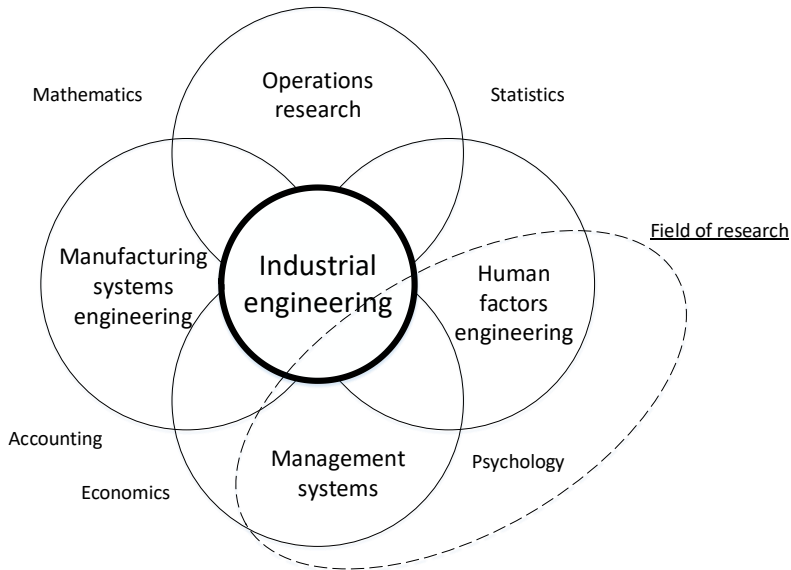 Operations
research
Mathematics
Statistics
Field of research
Manufacturing
systems
engineering
Industrial
engineering
Human
factors
engineering
Accounting
Management
systems
Psychology
Economics